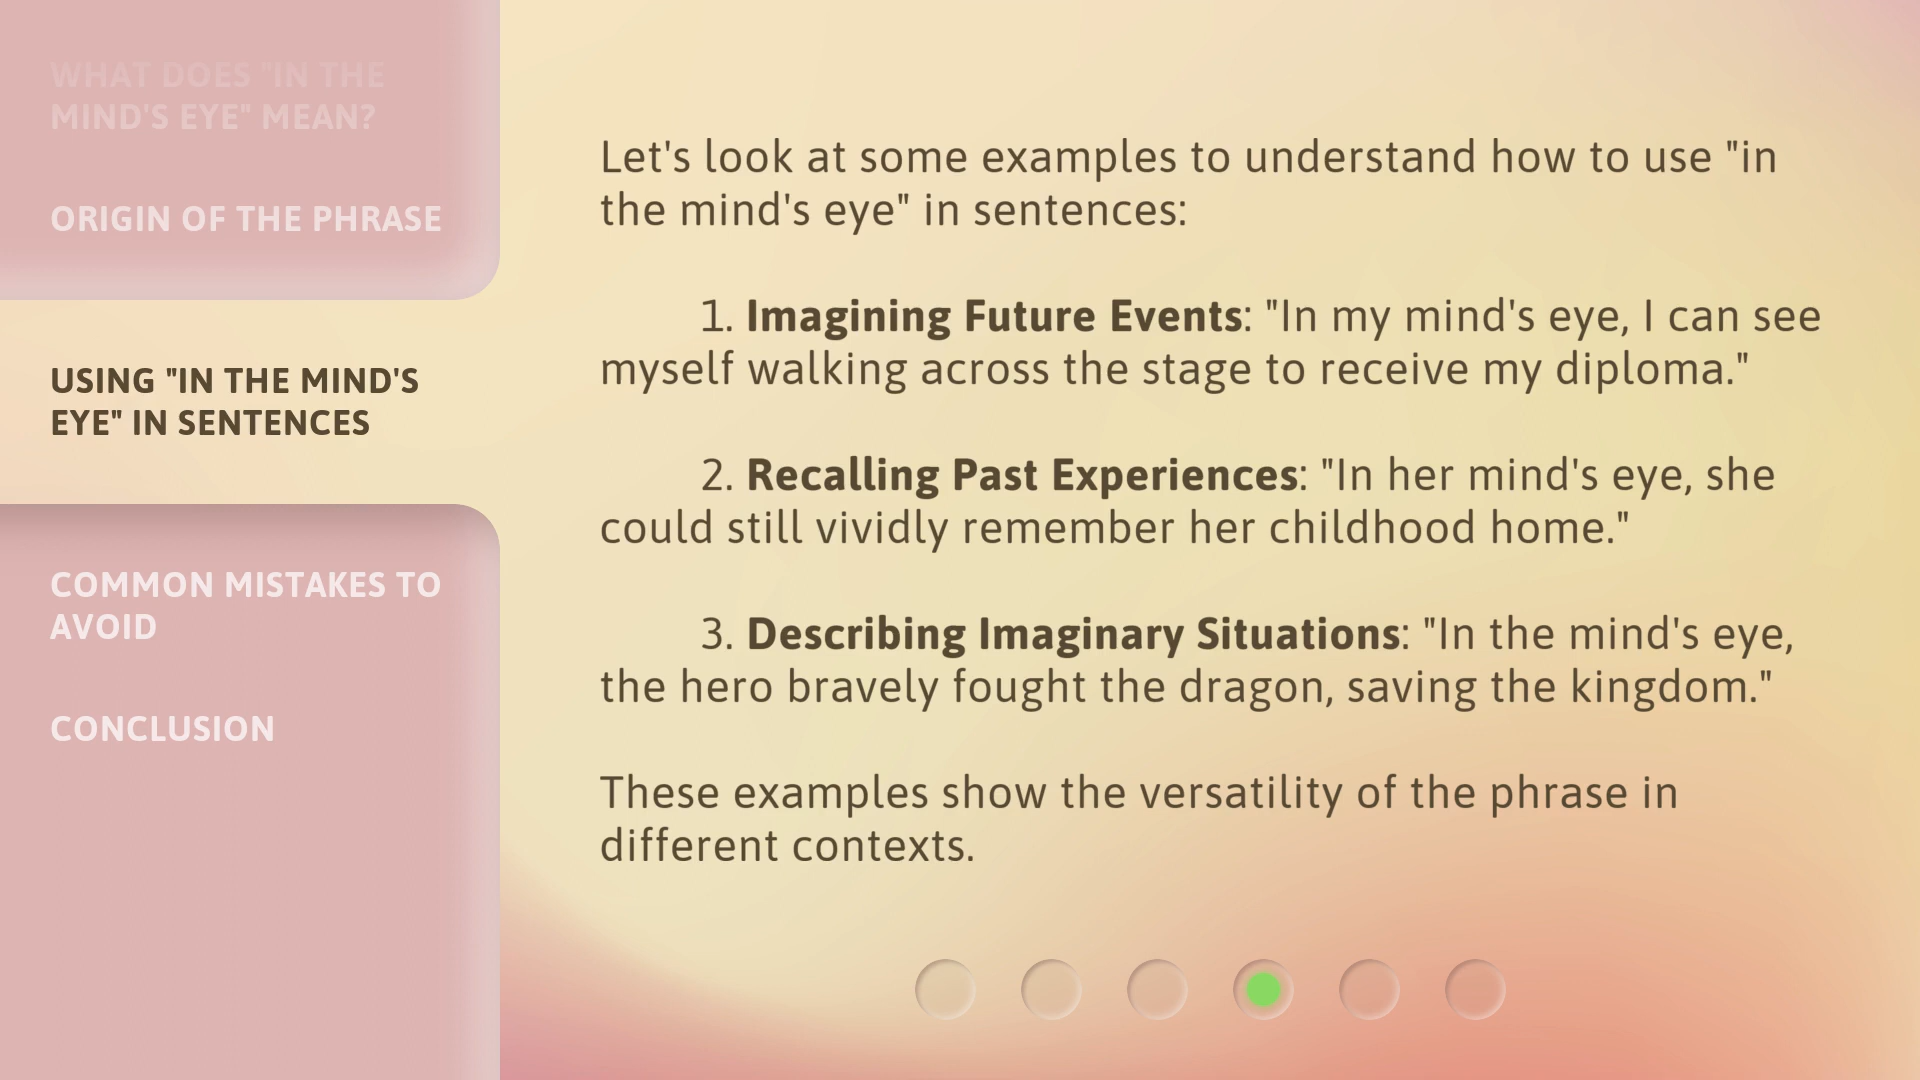 WHAT DOES "IN THE
MIND'S EYE" MEAN?
ORIGIN OF THE PHRASE
USING "IN THE MIND'S
EYE" IN SENTENCES
COMMON MISTAKES TO
AVOID
CONCLUSION
Let's look at some examples to understand how to use "in
the mind's eye" in sentences:
1. Imagining Future Events: "In my mind's eye, I can see
myself walking across the stage to receive my diploma."
2. Recalling Past Experiences: "In her mind's eye, she
could still vividly remember her childhood home."
3. Describing Imaginary Situations: "In the mind's eye,
the hero bravely fought the dragon, saving the kingdom."
These examples show the versatility of the phrase in
different contexts.